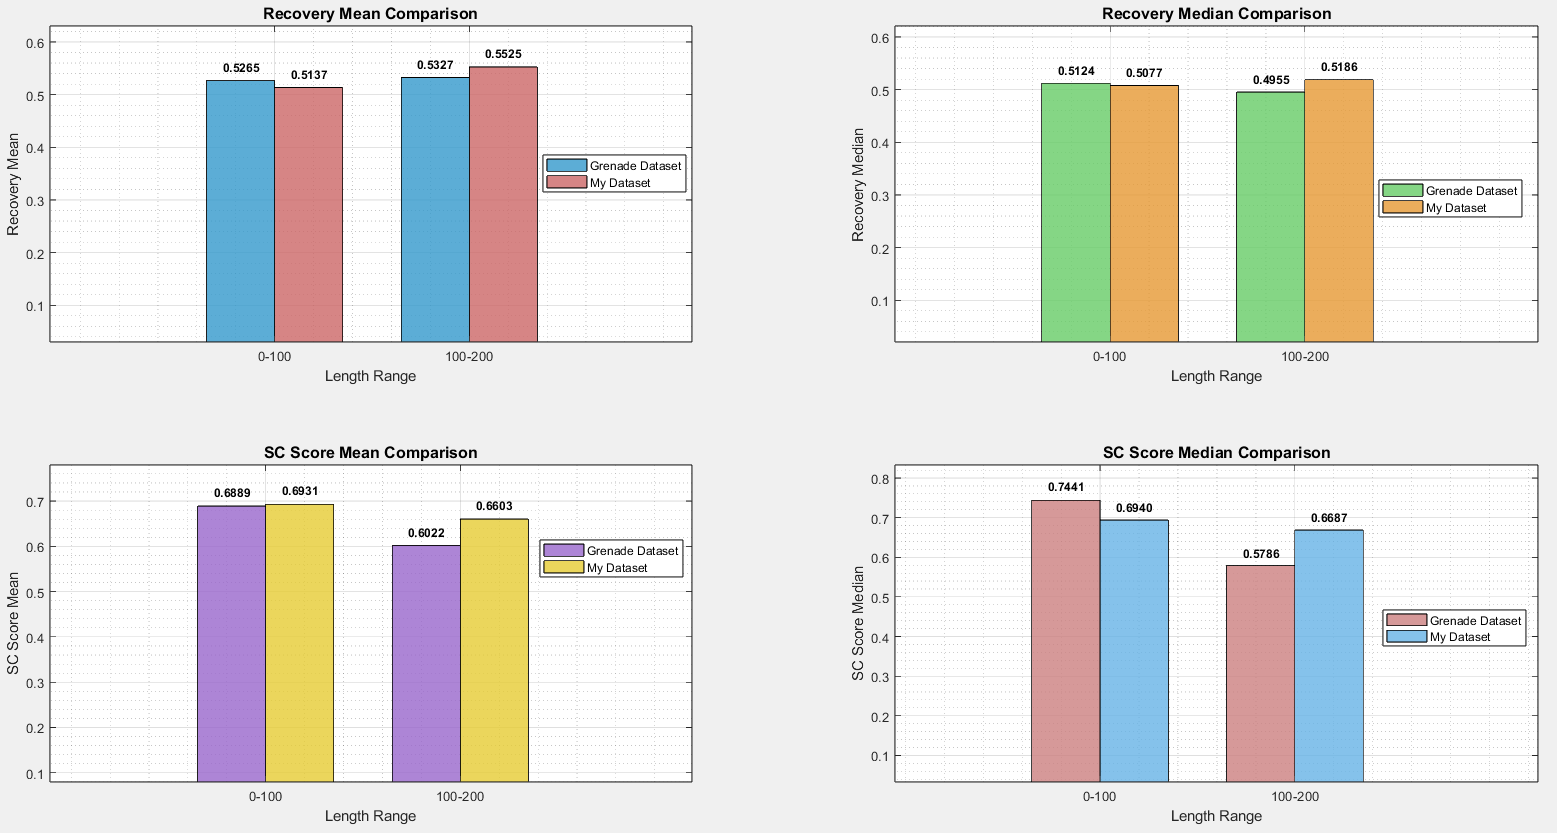 Recovery Mean Comparison
0.6
0.5
0.4
0.3
0.2
0.1
Recovery Mean
0.5265
0.5137
0.5327
0.5525
Grenade Dataset
My Dataset
0-100
100-200
Length Range
Recovery Median Comparison
0.6
0.5
0.4
0.3
0.2
0.1
Recovery Median
0.5124
0.5077
0.4955
0.5186
Grenade Dataset
My Dataset
0-100
100-200
Length Range
SC Score Mean Comparison
0.7
0.6
0.5
0.4
0.3
0.2
0.1
SC Score Mean
0.6889
0.6931
0.6022
0.6603
Grenade Dataset
My Dataset
0-100
100-200
Length Range
SC Score Median Comparison
0.8
0.7
0.6
0.5
0.4
0.3
0.2
0.1
SC Score Median
0.7441
0.6940
0.5786
0.6687
Grenade Dataset
My Dataset
0-100
100-200
Length Range